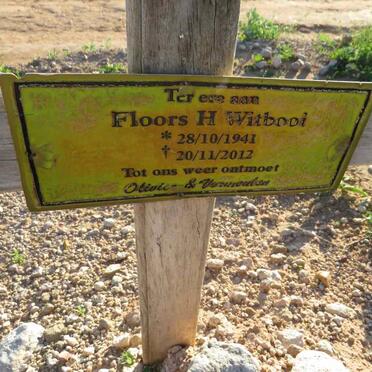 Ter ere aan
Floors H Witbooi
* 28/10/1941
† 20/11/2012
Tot ons weer ontmoet
&